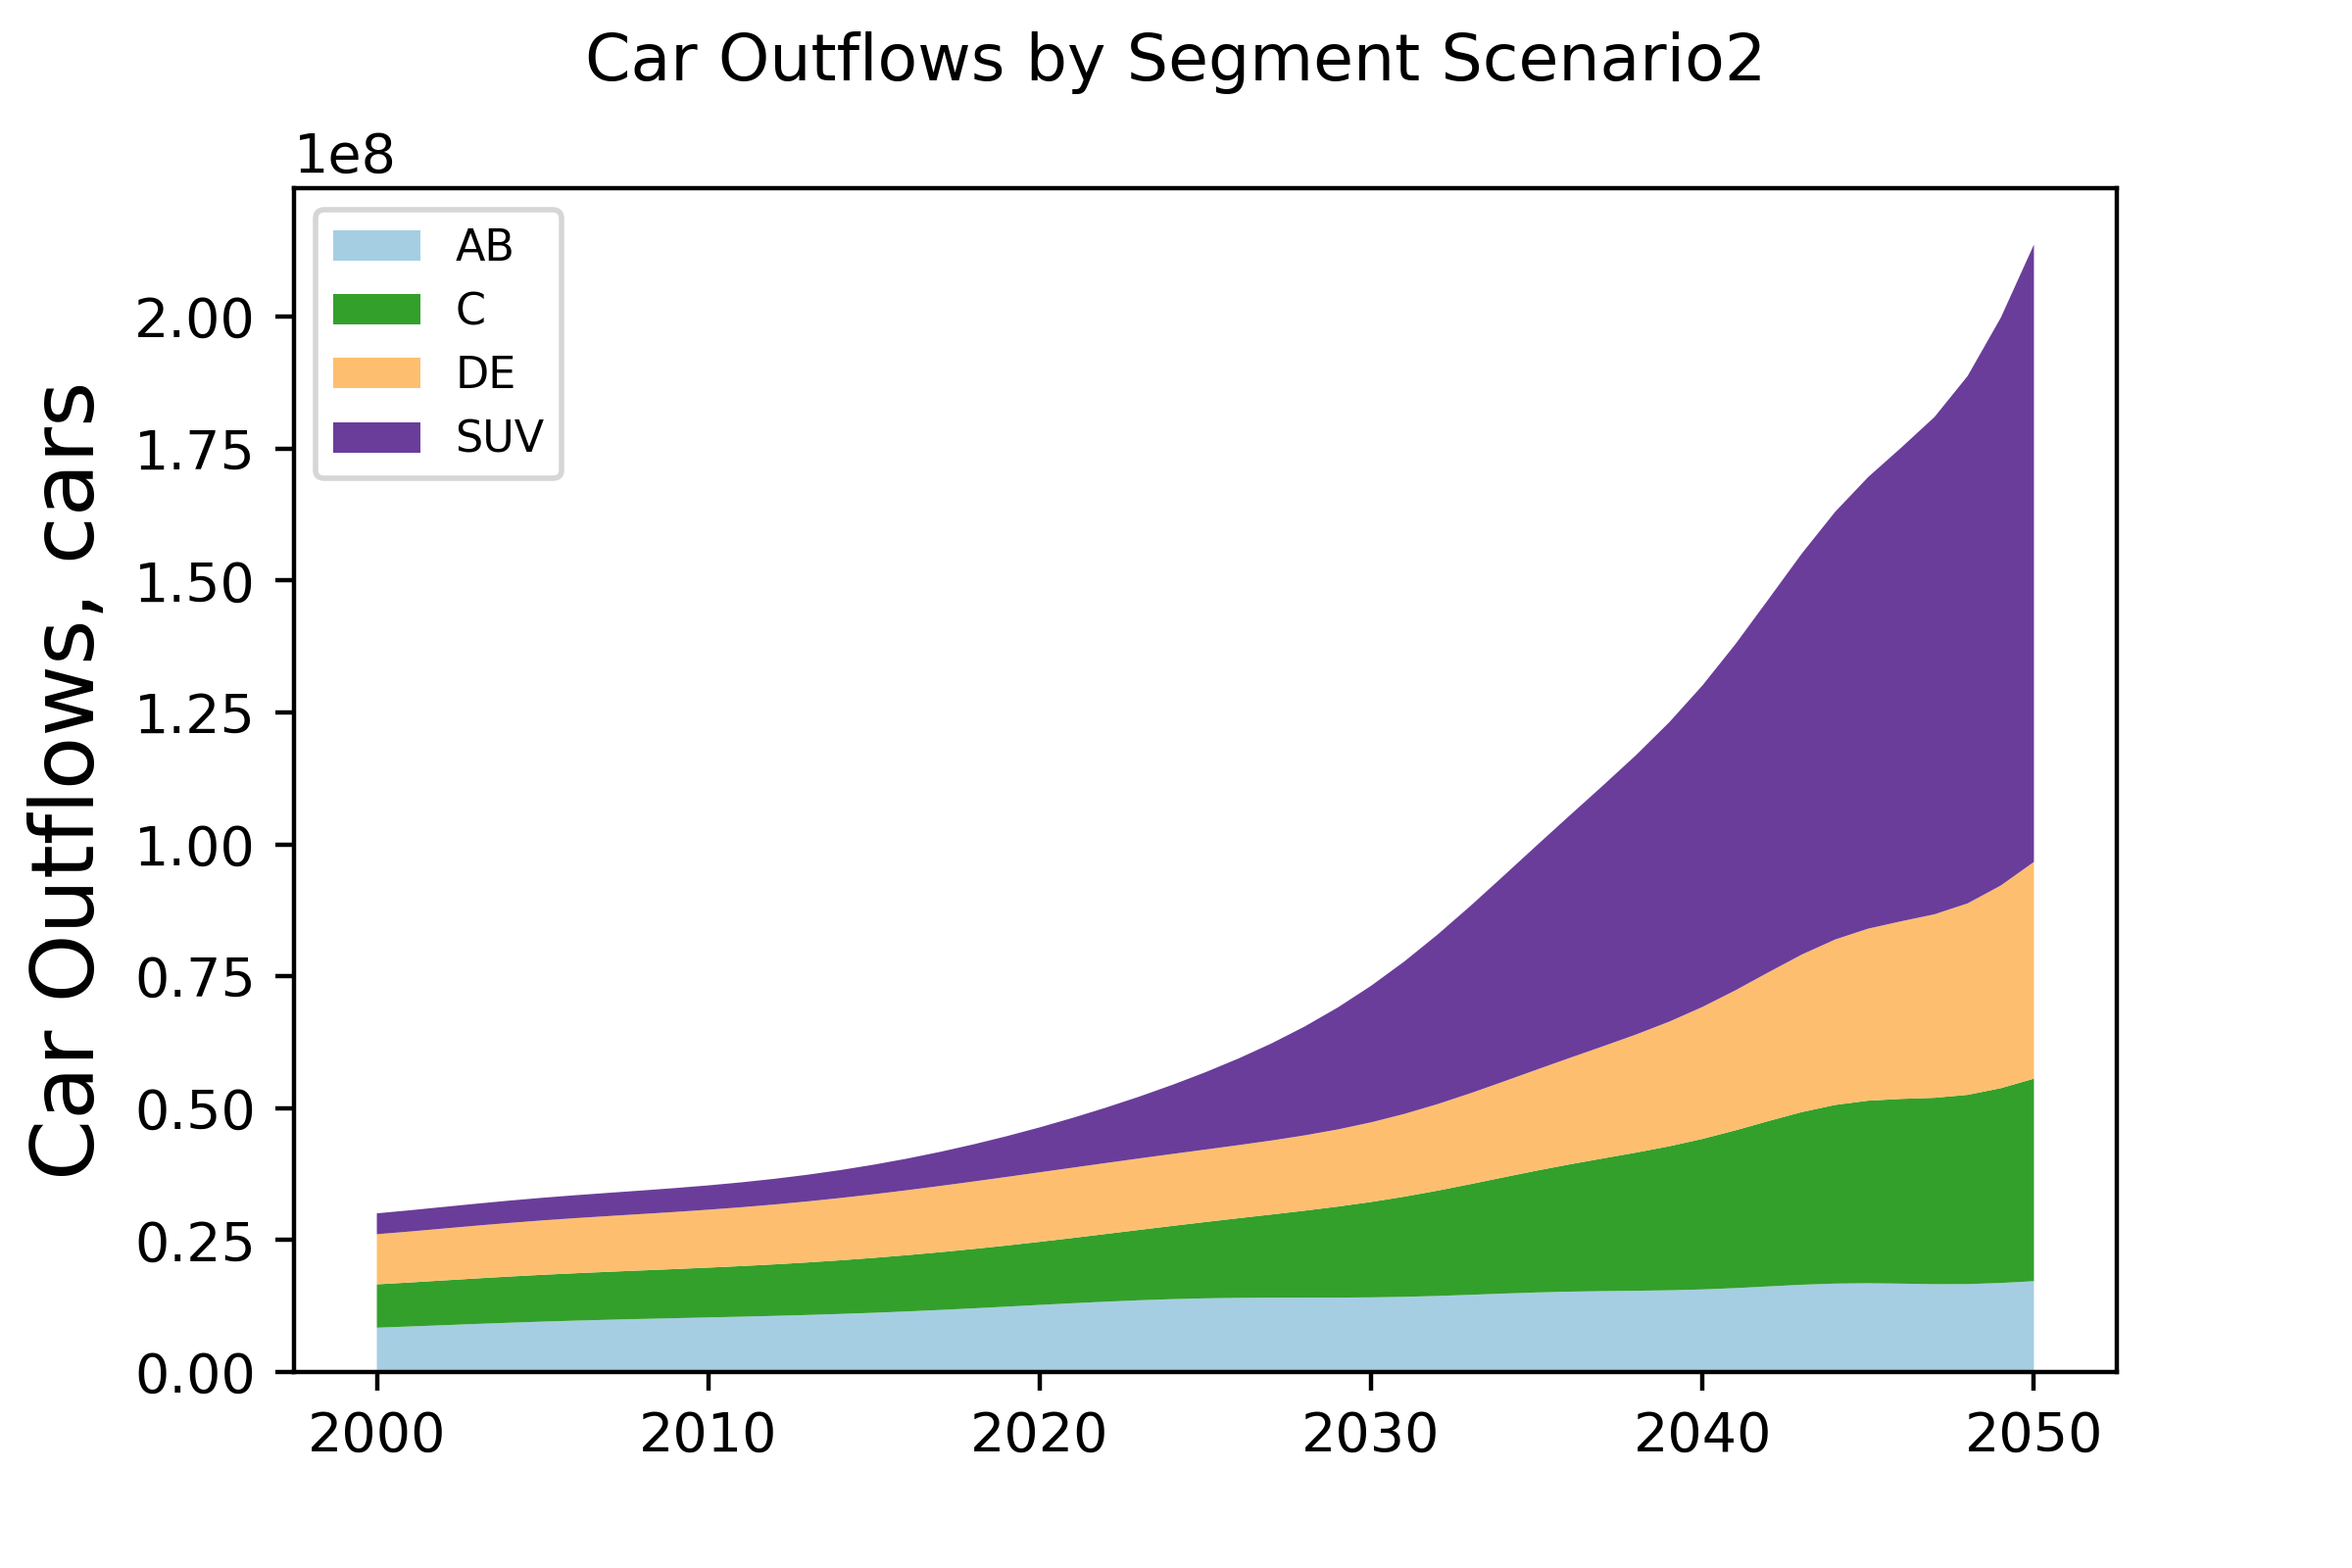 Car Outflows by Segment Scenario2
1e8
AB
C
DE
SUV
Car Outflows, cars
2.00
1.75
1.50
1.25
1.00
0.75
0.50
0.25
0.00
2000 2010 2020 2030 2040 2050